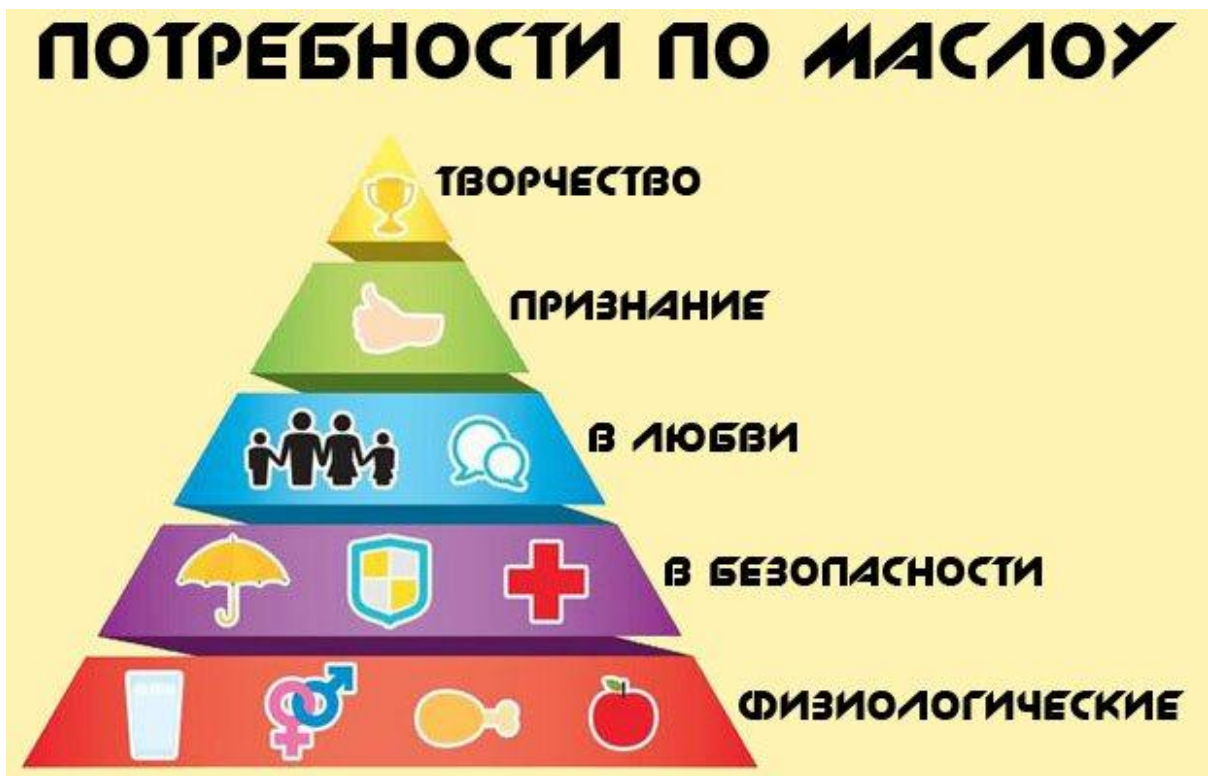 ПОТРЕБНОСТИ ПО МАСЛОУ
ТВОРЧЕСТВО
ПРИЗНАНИЕ
В ЛЮБВИ
В БЕЗОПАСНОСТИ
ФИЗИОЛОГИЧЕСКИЕ